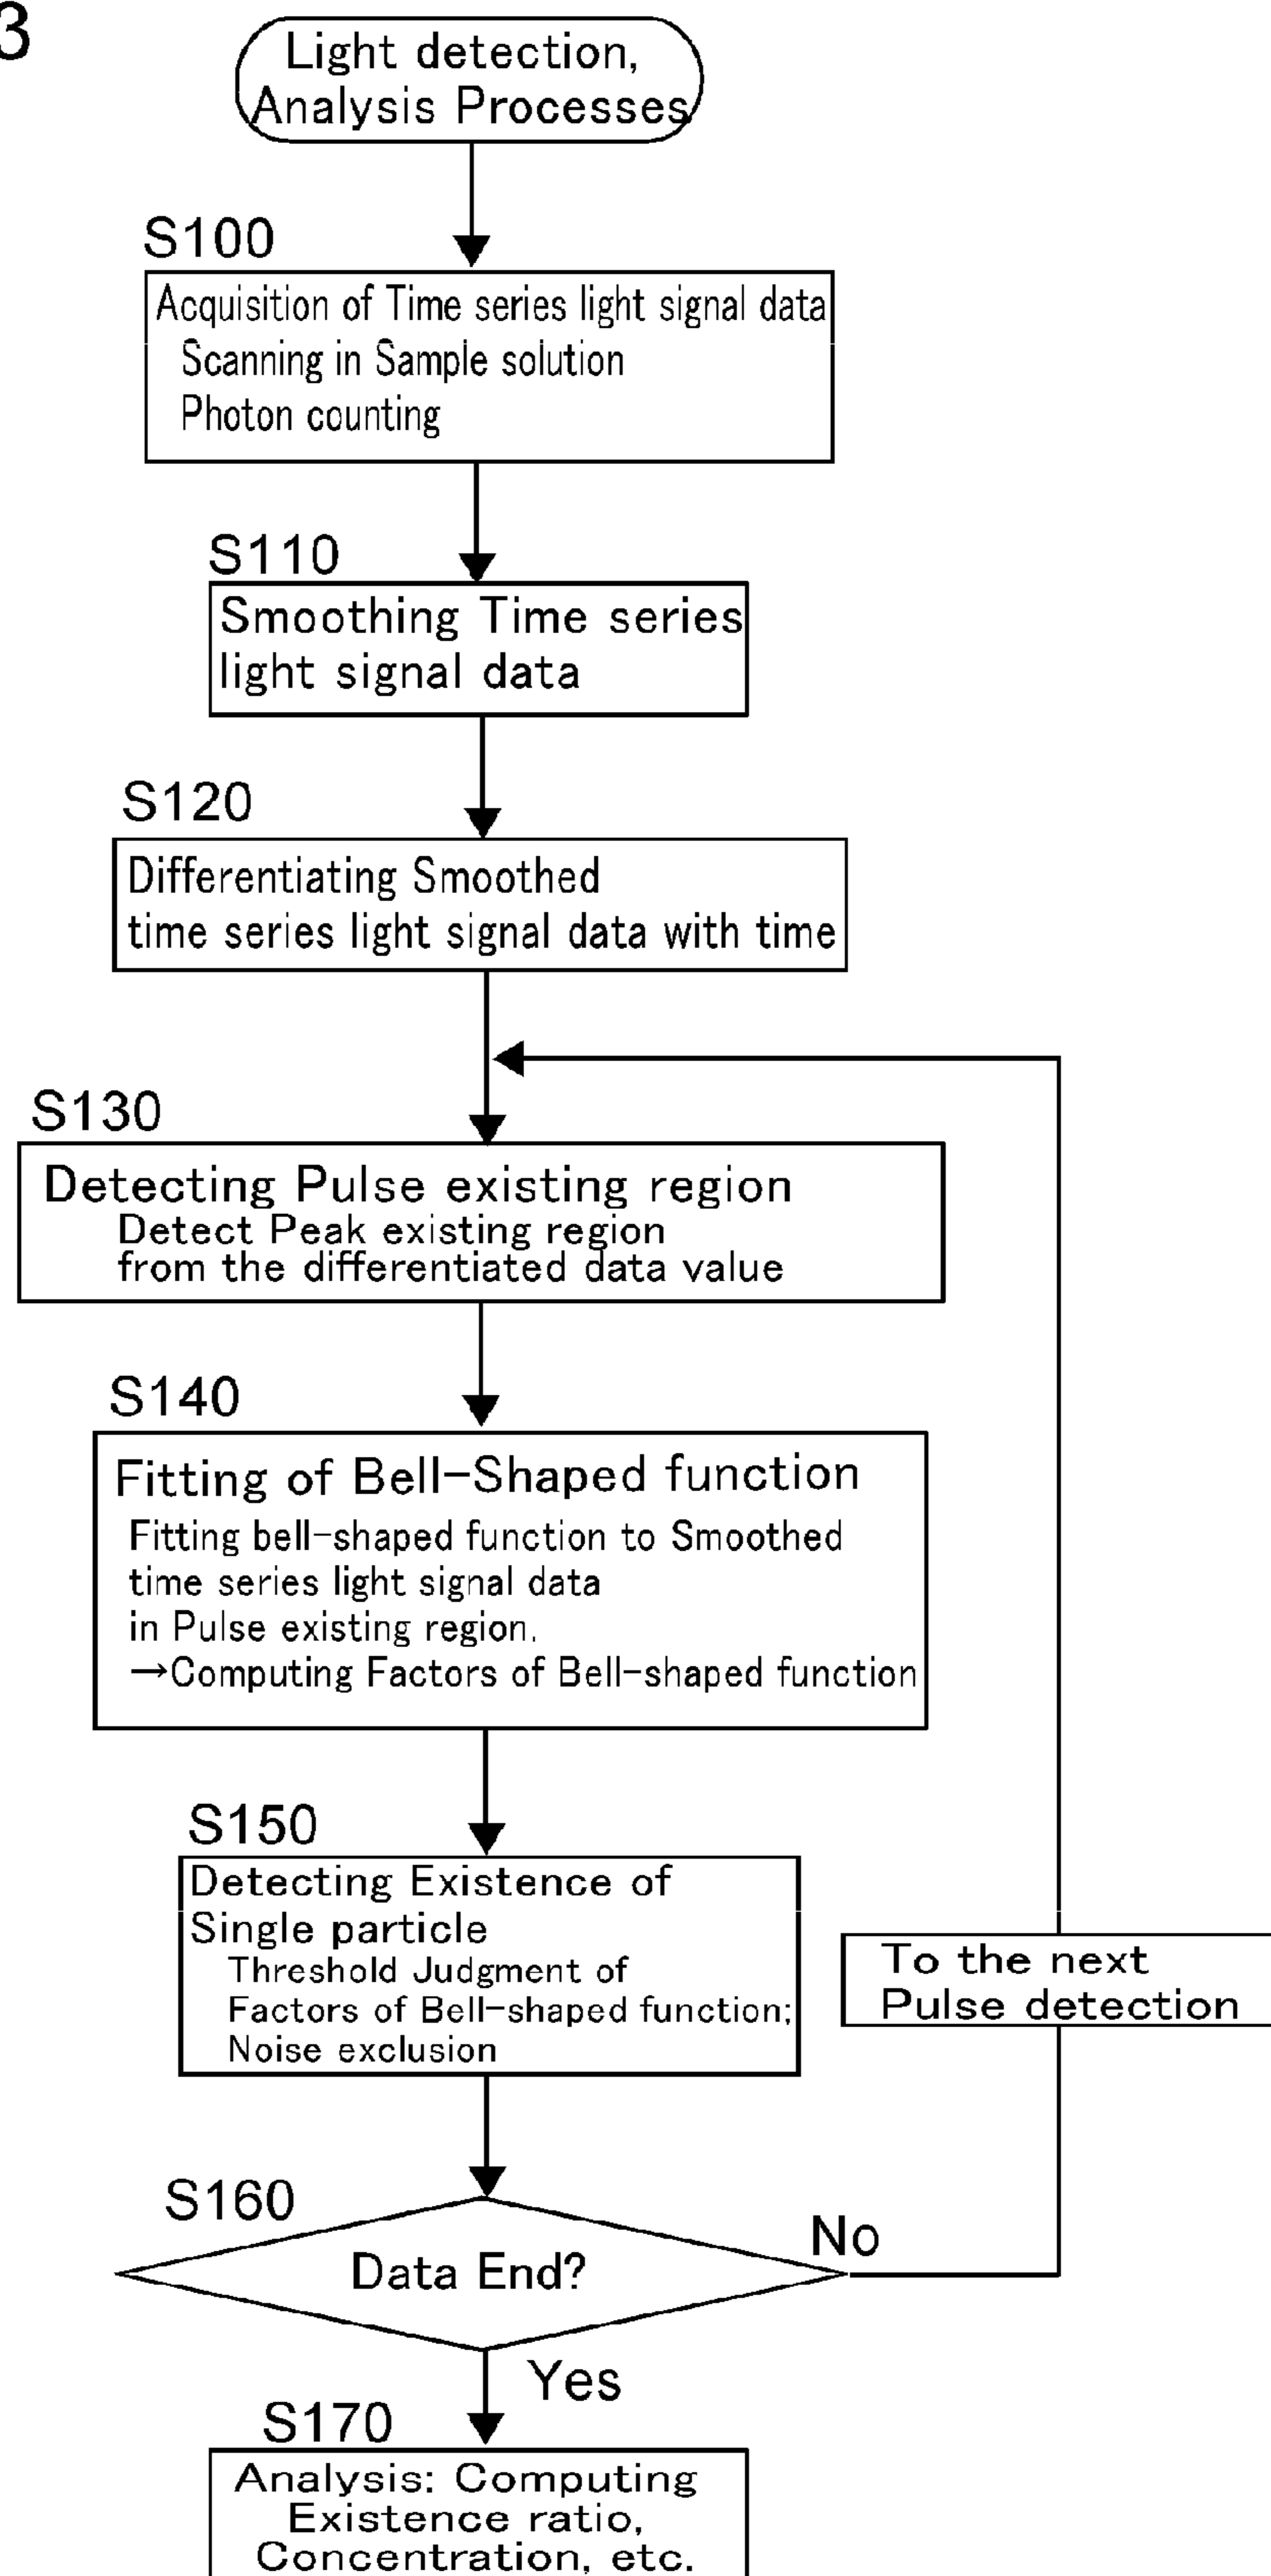 3
Light detection,
Analysis Processes
S100
Acquisition of Time series light signal data
Scanning in Sample solution
Photon counting
S110
Smoothing Time series
light signal data
S120
Differentiating Smoothed
time series light signal data with time
S130
Detecting Pulse existing region
Detect Peak existing region
from the differentiated data value
S140
Fitting of Bell-Shaped function
Fitting bell-shaped function to Smoothed
time series light signal data
in Pulse existing region.
→Computing Factors of Bell-shaped function
S150
Detecting Existence of
Single particle
Threshold Judgment of
Factors of Bell-shaped function;
Noise exclusion
To the next
Pulse detection
S160
Data End?
No
Yes
S170
Analysis: Computing
Existence ratio,
Concentration, etc.